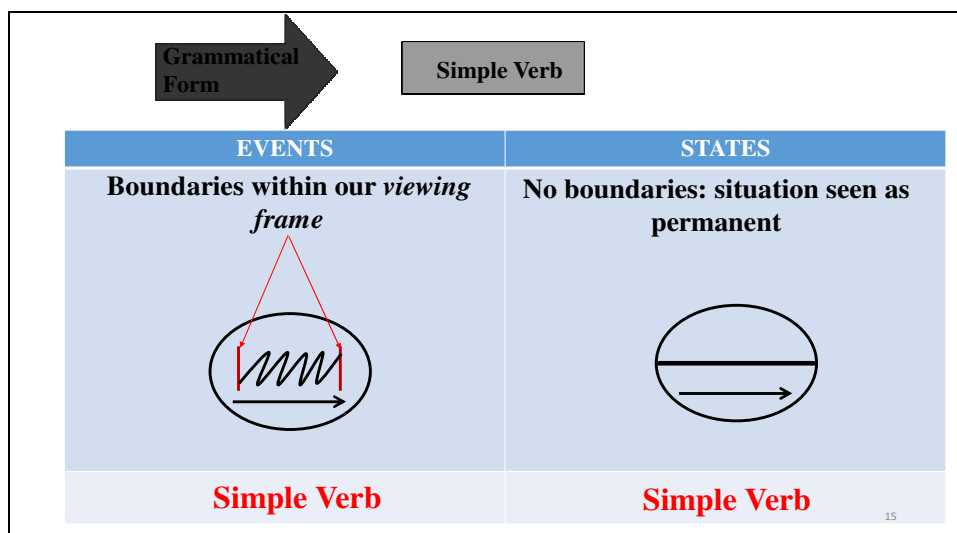 Grammatical
Form
Simple Verb
EVENTS
STATES
Boundaries within our viewing
frame
No boundaries: situation seen as
permanent
Simple Verb
Simple Verb
15